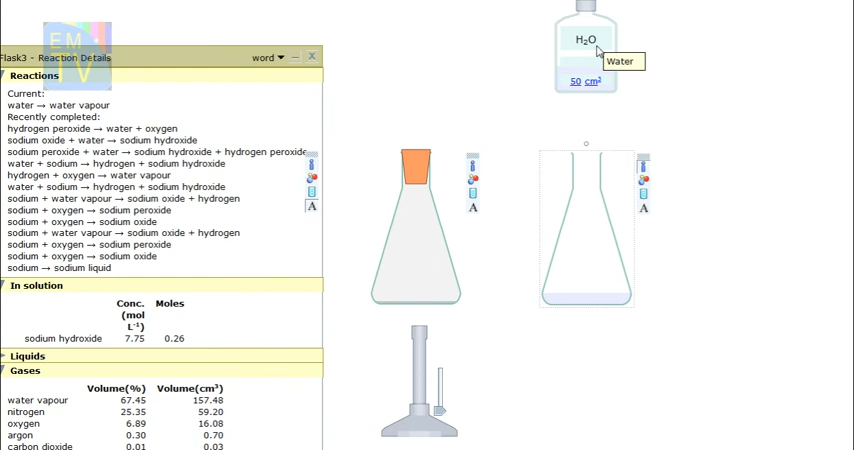 EM
TV
Flask3 - Reaction Details
word
X
Reactions
Current:
water → water vapour
Recently completed:
hydrogen peroxide → water + oxygen
sodium oxide + water → sodium hydroxide
sodium peroxide + water → sodium hydroxide + hydrogen peroxide
water + sodium → hydrogen + sodium hydroxide
hydrogen + oxygen → water vapour
water + sodium → hydrogen + sodium hydroxide
sodium + water vapour → sodium oxide + hydrogen
sodium + oxygen → sodium peroxide
sodium + oxygen → sodium oxide
sodium + water vapour → sodium oxide + hydrogen
sodium + oxygen → sodium peroxide
sodium + oxygen → sodium oxide
sodium → sodium liquid
In solution
Conc. Moles
(mol
L⁻¹)
sodium hydroxide 7.75 0.26
Liquids
Gases
Volume(%) Volume(cm³)
water vapour 67.45 157.48
nitrogen 25.35 59.20
oxygen 6.89 16.08
argon 0.30 0.70
carbon dioxide 0.01 0.03
H₂O
Water
50 cm³
A
A
A